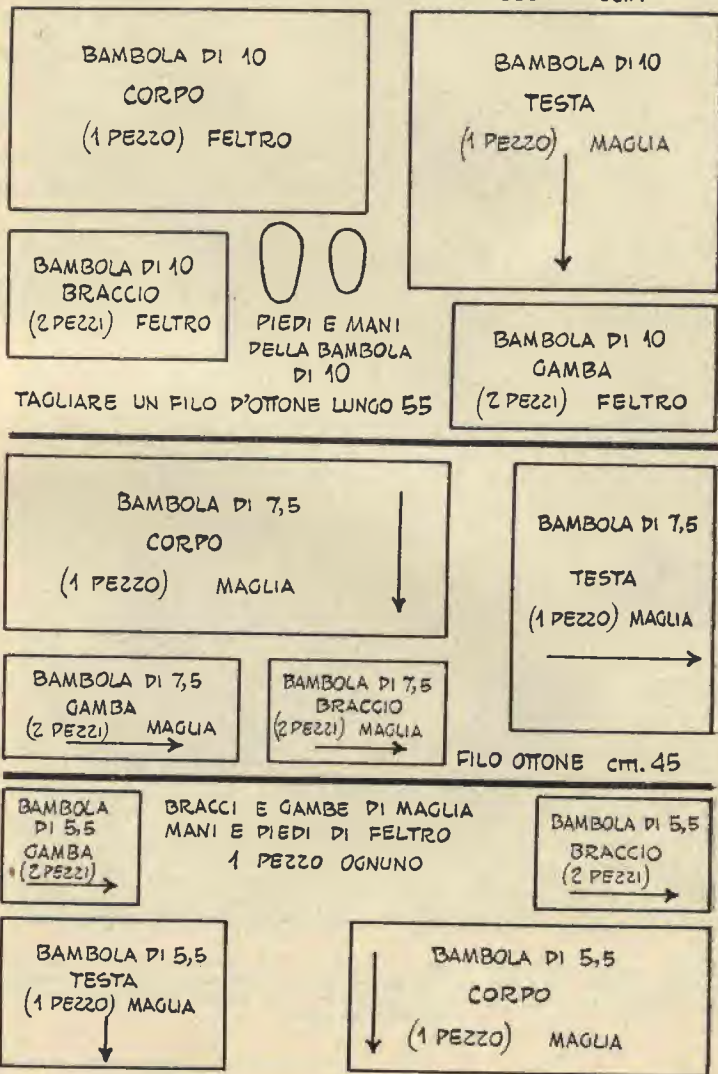 BAMBOLA DI 10
CORPO
(1 PEZZO) FELTRO
BAMBOLA DI 10
TESTA
(1 PEZZO) MAGLIA
BAMBOLA DI 10
BRACCIO
(2 PEZZI) FELTRO
PIEDI E MANI
DELLA BAMBOLA
DI 10
BAMBOLA DI 10
GAMBA
(2 PEZZI) FELTRO
TAGLIARE UN FILO D'OTTONE LUNGO 55
BAMBOLA DI 7,5
CORPO
(1 PEZZO) MAGLIA
BAMBOLA DI 7,5
TESTA
(1 PEZZO) MAGLIA
BAMBOLA DI 7,5
GAMBA
(2 PEZZI) MAGLIA
BAMBOLA DI 7,5
BRACCIO
(2 PEZZI) MAGLIA
FILO OTTONE cm. 45
BAMBOLA
DI 5,5
GAMBA
(2 PEZZI)
BRACCI E GAMBE DI MAGLIA
MANI E PIEDI DI FELTRO
1 PEZZO OGNUNO
BAMBOLA DI 5,5
BRACCIO
(2 PEZZI)
BAMBOLA DI 5,5
TESTA
(1 PEZZO) MAGLIA
BAMBOLA DI 5,5
CORPO
(1 PEZZO) MAGLIA